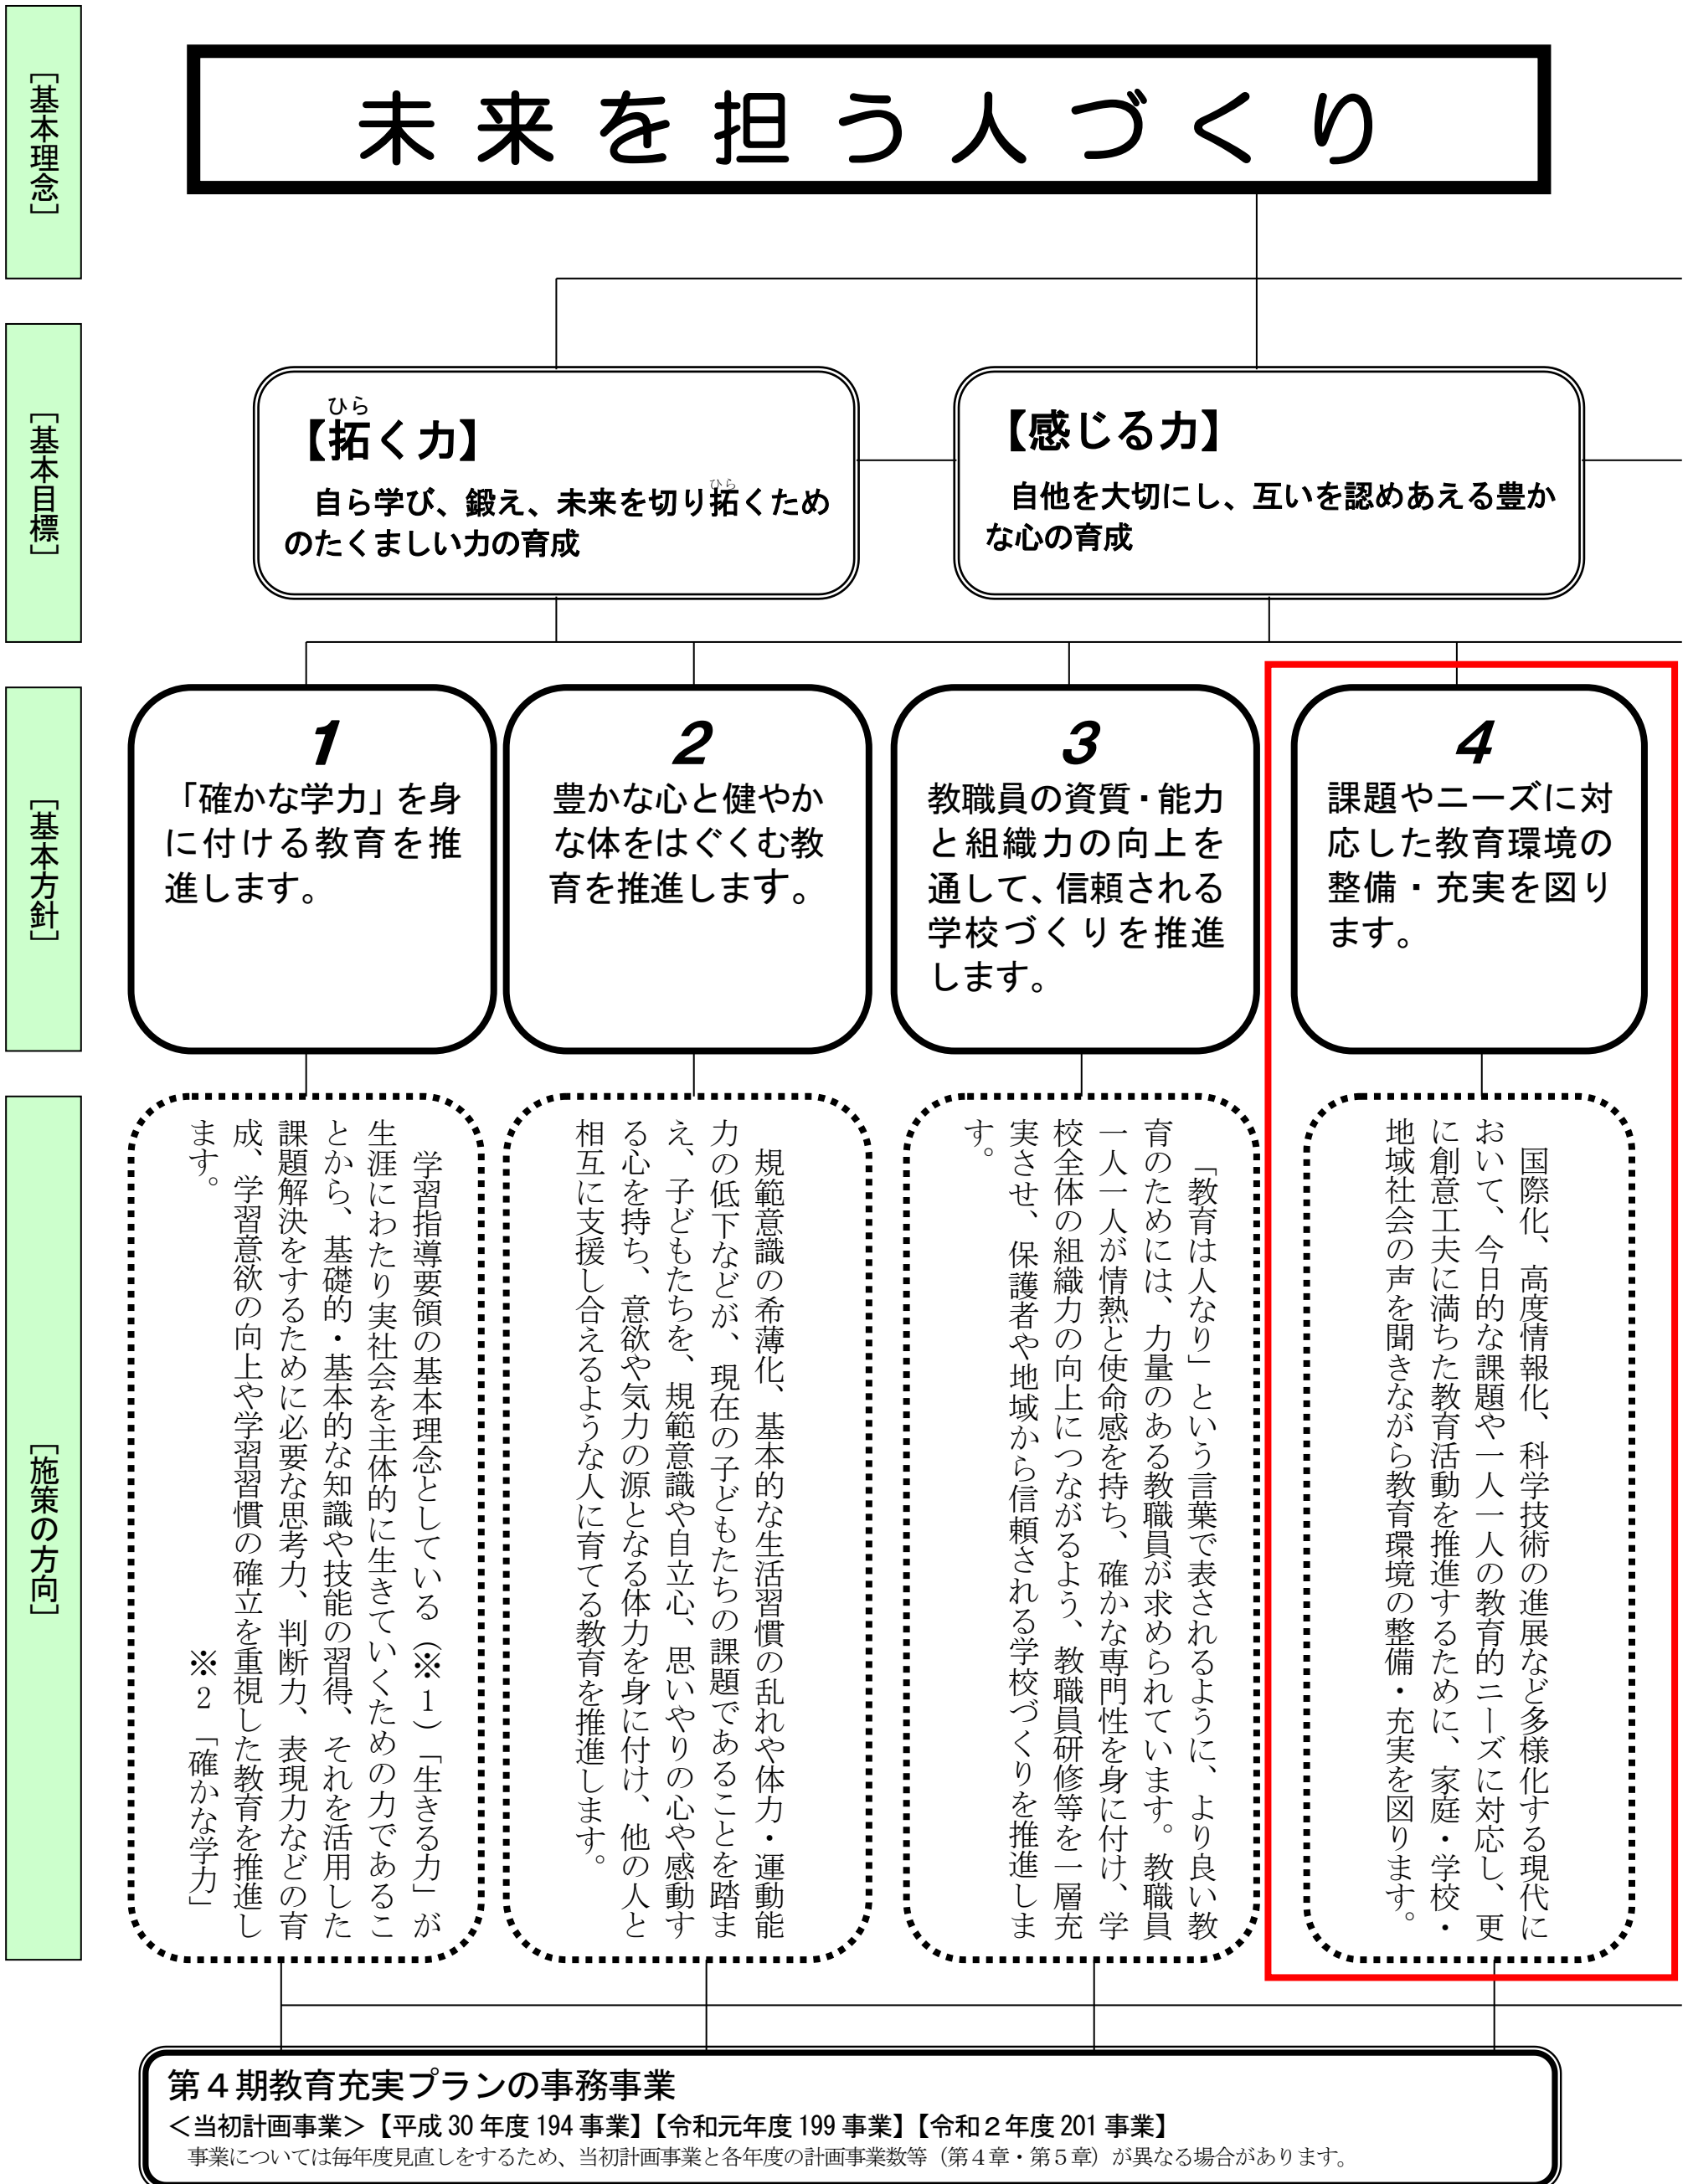 ［基本理念］
未来を担う人づくり
［基本目標］
ひら
【拓く力】
ひら
自ら学び、鍛え、未来を切り拓くため
のたくましい力の育成
【感じる力】
自他を大切にし、互いを認めあえる豊か
な心の育成
［基本方針］
1
「確かな学力」を身
に付ける教育を推
進します。
2
豊かな心と健やか
な体をはぐくむ教
育を推進します。
3
教職員の資質・能力
と組織力の向上を
通して、信頼される
学校づくりを推進
します。
4
課題やニーズに対
応した教育環境の
整備・充実を図り
ます。
［施策の方向］
学習指導要領の基本理念としている（※１）「生きる力」が
生涯にわたり実社会を主体的に生きていくための力であるこ
とから、基礎的・基本的な知識や技能の習得、それを活用した
課題解決をするために必要な思考力、判断力、表現力などの育
成、学習意欲の向上や学習習慣の確立を重視した教育を推進し
ます。
※２「確かな学力」
規範意識の希薄化、基本的な生活習慣の乱れや体力・運動能
力の低下などが、現在の子どもたちの課題であることを踏ま
え、子どもたちを、規範意識や自立心、思いやりの心や感動す
る心を持ち、意欲や気力の源となる体力を身に付け、他の人と
相互に支援し合えるような人に育てる教育を推進します。
「教育は人なり」という言葉で表されるように、より良い教
育のためには、力量のある教職員が求められています。教職員
一人一人が情熱と使命感を持ち、確かな専門性を身に付け、学
校全体の組織力の向上につながるよう、教職員研修等を一層充
実させ、保護者や地域から信頼される学校づくりを推進しま
す。
国際化、高度情報化、科学技術の進展など多様化する現代に
おいて、今日的な課題や一人一人の教育的ニーズに対応し、更
に創意工夫に満ちた教育活動を推進するために、家庭・学校・
地域社会の声を聞きながら教育環境の整備・充実を図ります。
第４期教育充実プランの事務事業
＜当初計画事業＞【平成30年度194事業】【令和元年度199事業】【令和２年度201事業】
事業については毎年度見直しをするため、当初計画事業と各年度の計画事業数等（第４章・第５章）が異なる場合があります。